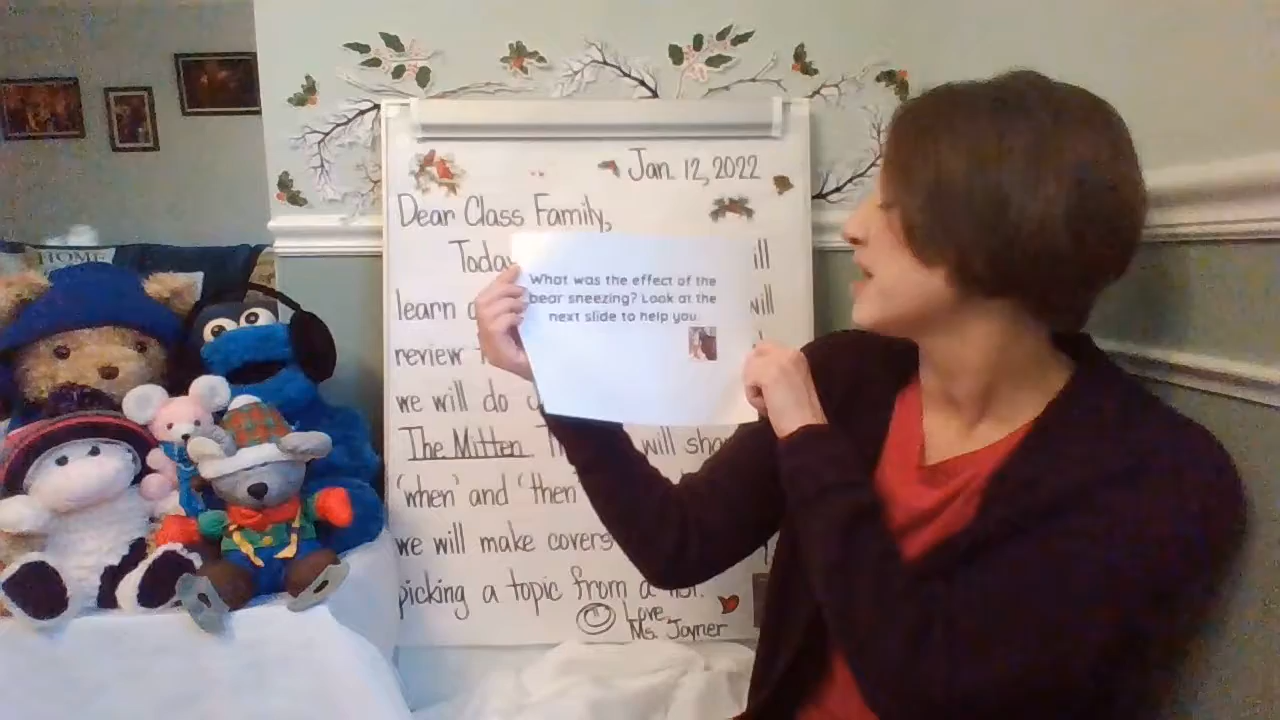 HOME
Jan. 12, 2022
Dear Class Family,
Today
ill
learn
will
review
we will do
The Mitten
will
'when' and 'then
we will make covers
picking a topic from a list.
Love,
Ms. Joyner
What was the effect of the
bear sneezing? Look at the
next slide to help you.